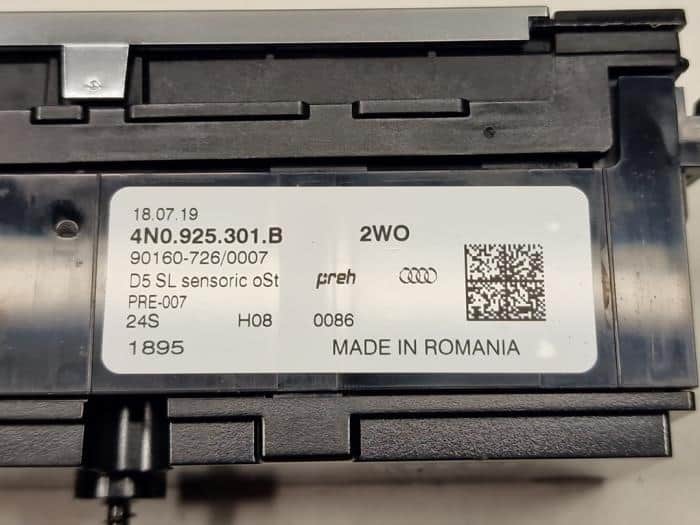 18.07.19
4N0.925.301.B 2WO
90160-726/0007
D5 SL sensoric oSt preh
PRE-007
24S H08 0086
1895 MADE IN ROMANIA